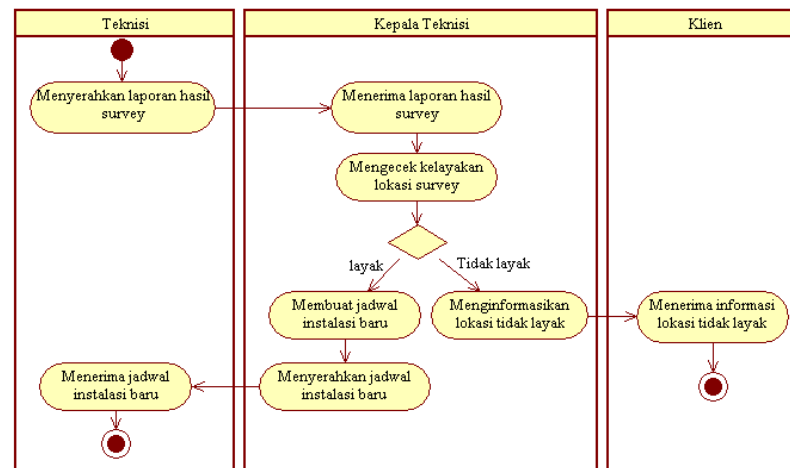 Teknisi
Kepala Teknisi
Klien
Menyerahkan laporan hasil
survey
Menerima laporan hasil
survey
Mengecek kelayakan
lokasi survey
layak
Tidak layak
Membuat jadwal
instalasi baru
Menginformasikan
lokasi tidak layak
Menerima informasi
lokasi tidak layak
Menerima jadwal
instalasi baru
Menyerahkan jadwal
instalasi baru